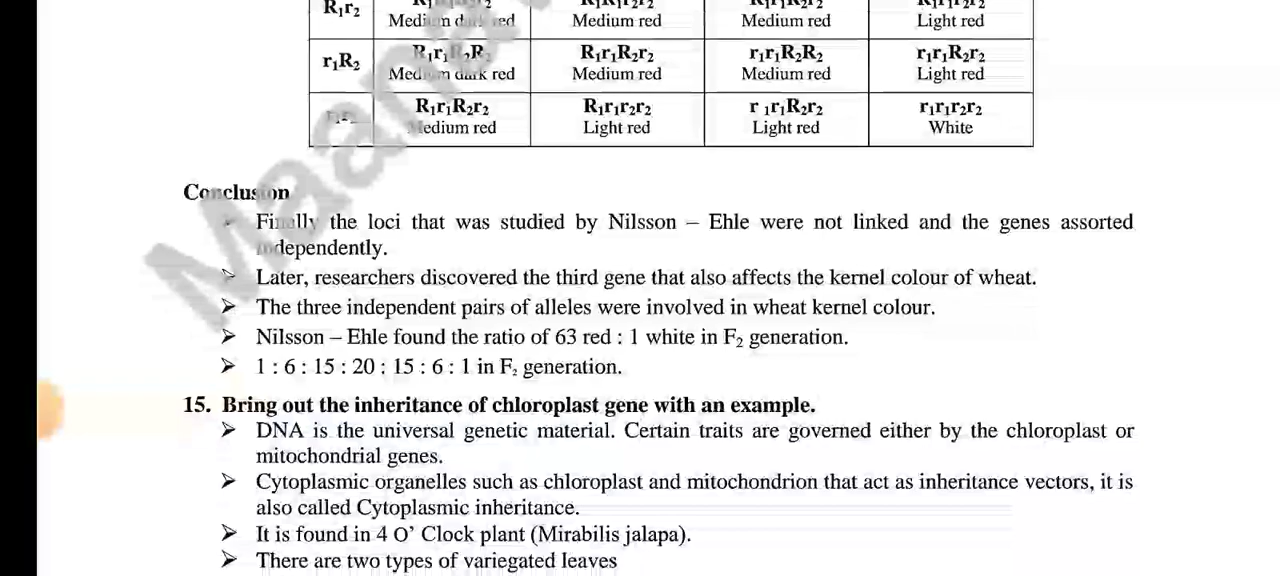 R₁r₂
Medium dark red Medium red Medium red Light red
r₁R₂ R₁r₁R₂R₂ R₁r₁R₂r₂ r₁r₁R₂R₂ r₁r₁R₂r₂
Medium dark red Medium red Medium red Light red
R₁r₁R₂r₂ R₁r₁r₂r₂ r ₁r₁R₂r₂ r₁r₁r₂r₂
Medium red Light red Light red White
Conclusion
➢ Finally the loci that was studied by Nilsson – Ehle were not linked and the genes assorted
independently.
➢ Later, researchers discovered the third gene that also affects the kernel colour of wheat.
➢ The three independent pairs of alleles were involved in wheat kernel colour.
➢ Nilsson – Ehle found the ratio of 63 red : 1 white in F₂ generation.
➢ 1 : 6 : 15 : 20 : 15 : 6 : 1 in F₂ generation.
15. Bring out the inheritance of chloroplast gene with an example.
➢ DNA is the universal genetic material. Certain traits are governed either by the chloroplast or
mitochondrial genes.
➢ Cytoplasmic organelles such as chloroplast and mitochondrion that act as inheritance vectors, it is
also called Cytoplasmic inheritance.
➢ It is found in 4 O’ Clock plant (Mirabilis jalapa).
➢ There are two types of variegated leaves